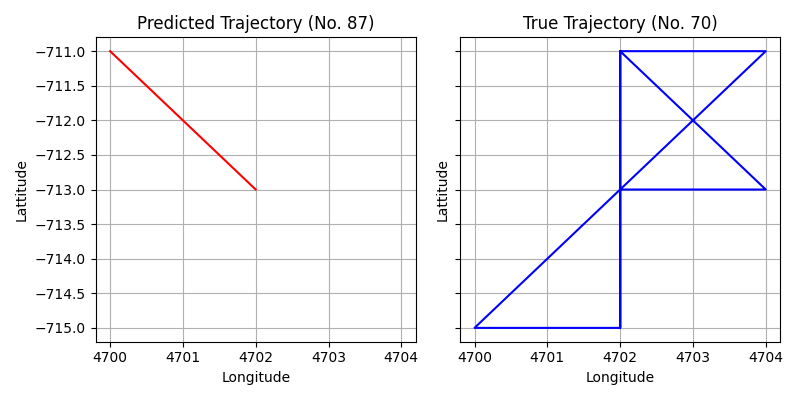 Predicted Trajectory (No. 87)
−711.0
−711.5
−712.0
−712.5
−713.0
−713.5
−714.0
−714.5
−715.0
Lattitude
4700 4701 4702 4703 4704
Longitude
True Trajectory (No. 70)
Lattitude
4700 4701 4702 4703 4704
Longitude